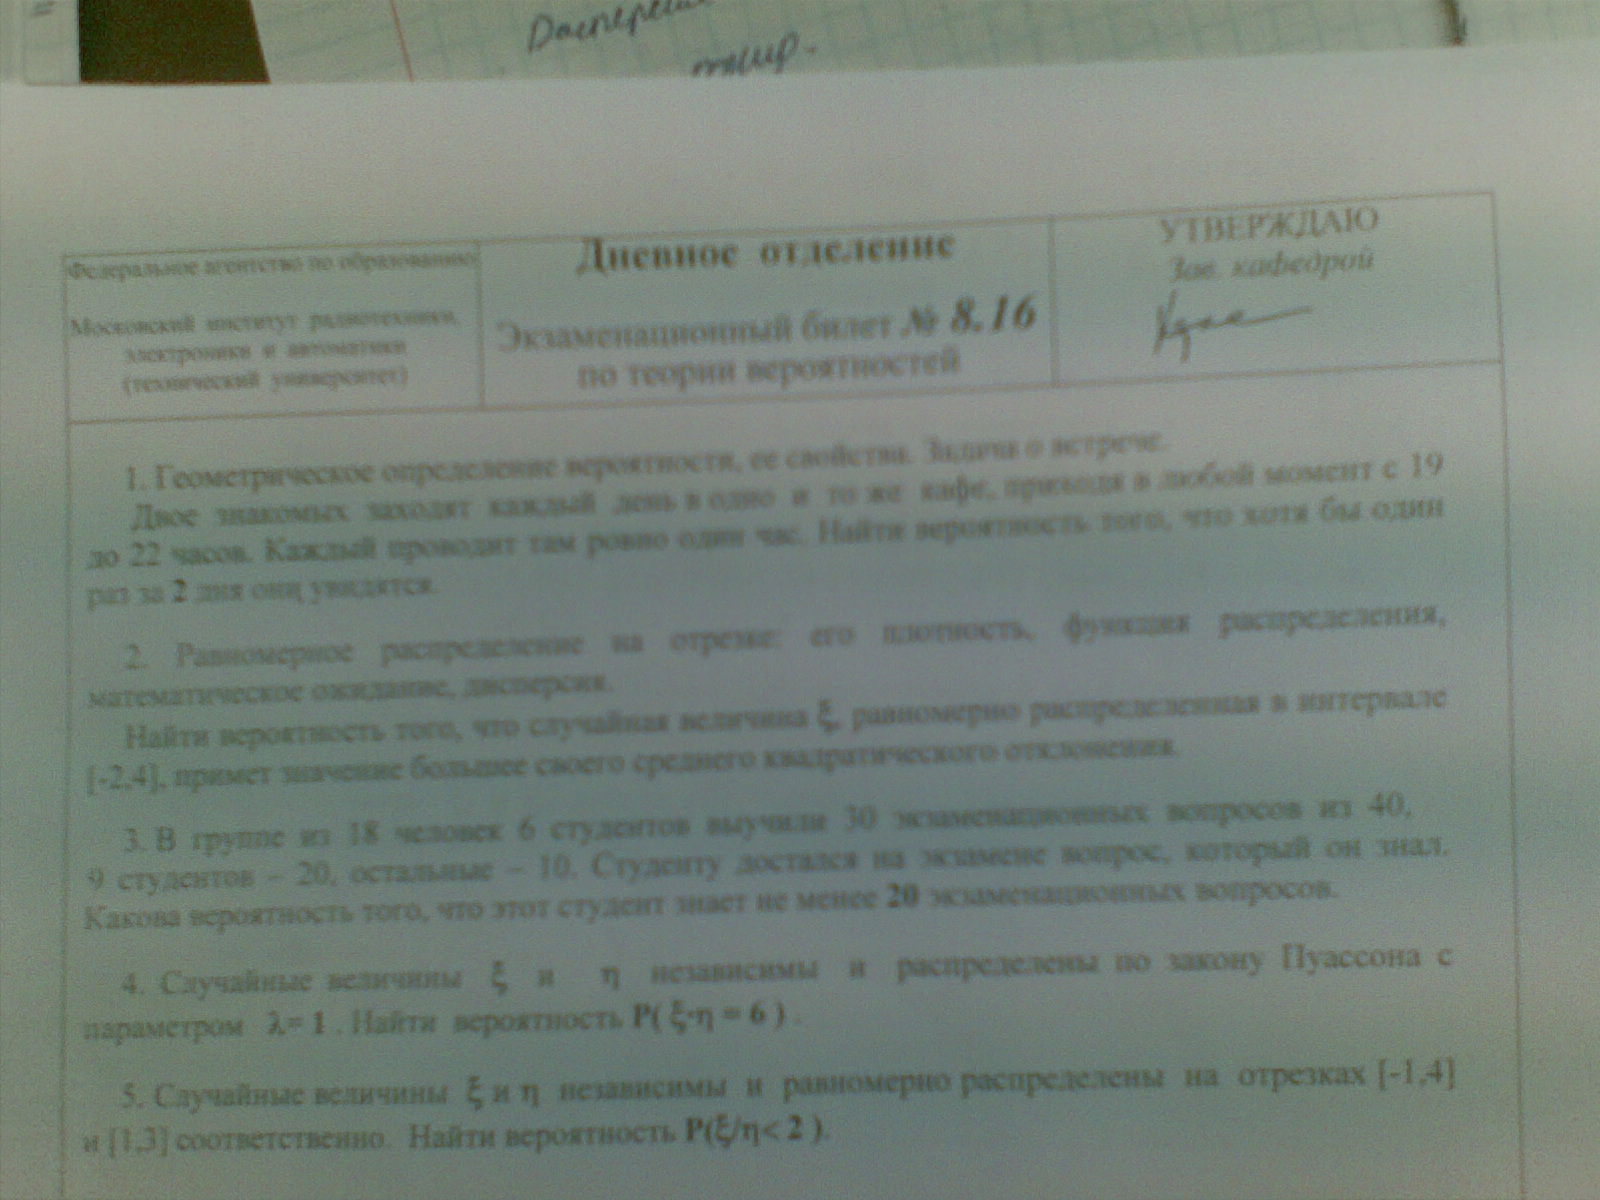 тир.
Федеральное агентство по образованию
Московский институт радиотехники,
электроники и автоматики
(технический университет)
Дневное отделение
Экзаменационный билет № 8.16
по теории вероятностей
УТВЕРЖДАЮ
Зав. кафедрой
1. Геометрическое определение вероятности, ее свойства. Задача о встрече.
Двое знакомых заходят каждый день в одно и то же кафе, приходя в любой момент с 19
до 22 часов. Каждый проводит там ровно один час. Найти вероятность того, что хотя бы один
раз за 2 дня они увидятся.
2. Равномерное распределение на отрезке: его плотность, функция распределения,
математическое ожидание, дисперсия.
Найти вероятность того, что случайная величина ξ, равномерно распределенная в интервале
[-2,4], примет значение большее своего среднего квадратического отклонения.
3. В группе из 18 человек 6 студентов выучили 30 экзаменационных вопросов из 40,
9 студентов – 20, остальные – 10. Студенту достался на экзамене вопрос, который он знал.
Какова вероятность того, что этот студент знает не менее 20 экзаменационных вопросов.
4. Случайные величины ξ и η независимы и распределены по закону Пуассона с
параметром λ= 1 . Найти вероятность P( ξ·η = 6 ) .
5. Случайные величины ξ и η независимы и равномерно распределены на отрезках [-1,4]
и [1,3] соответственно. Найти вероятность P(ξ/η< 2 ).